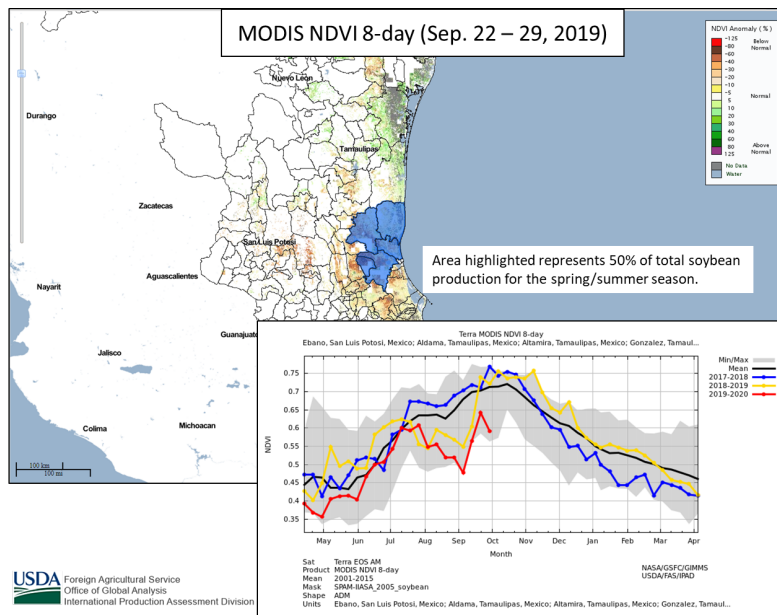 MODIS NDVI 8-day (Sep. 22 – 29, 2019)
NDVI Anomaly (%)
-125
-80
-60
-40
-30
-20
-10
-5
5
10
20
30
40
60
80
125
Below
Normal
Normal
Above
Normal
No Data
Water
Nuevo Leon
Durango
Tamaulipas
Zacatecas
San Luis Potosi
Aguascalientes
Nayarit
Guanajuato
Jalisco
Colima
Michoacan
100 km
100 mi
Area highlighted represents 50% of total soybean
production for the spring/summer season.
Terra MODIS NDVI 8-day
Ebano, San Luis Potosi, Mexico; Aldama, Tamaulipas, Mexico; Altamira, Tamaulipas, Mexico; Gonzalez, Tamaul...
Min/Max
Mean
2017-2018
2018-2019
2019-2020
NDVI
0.75
0.7
0.65
0.6
0.55
0.5
0.45
0.4
0.35
May Jun Jul Aug Sep Oct Nov Dec Jan Feb Mar Apr
Month
Sat Terra EOS AM
Product MODIS NDVI 8-day
Mean 2001-2015
Mask SPAM-IIASA_2005_soybean
Shape ADM
Units Ebano, San Luis Potosi, Mexico; Aldama, Tamaulipas, Mexico; Altamira, Tamaulipas, Mexico; Gonzalez, Tamaul...
NASA/GSFC/GIMMS
USDA/FAS/IPAD
USDA
Foreign Agricultural Service
Office of Global Analysis
International Production Assessment Division